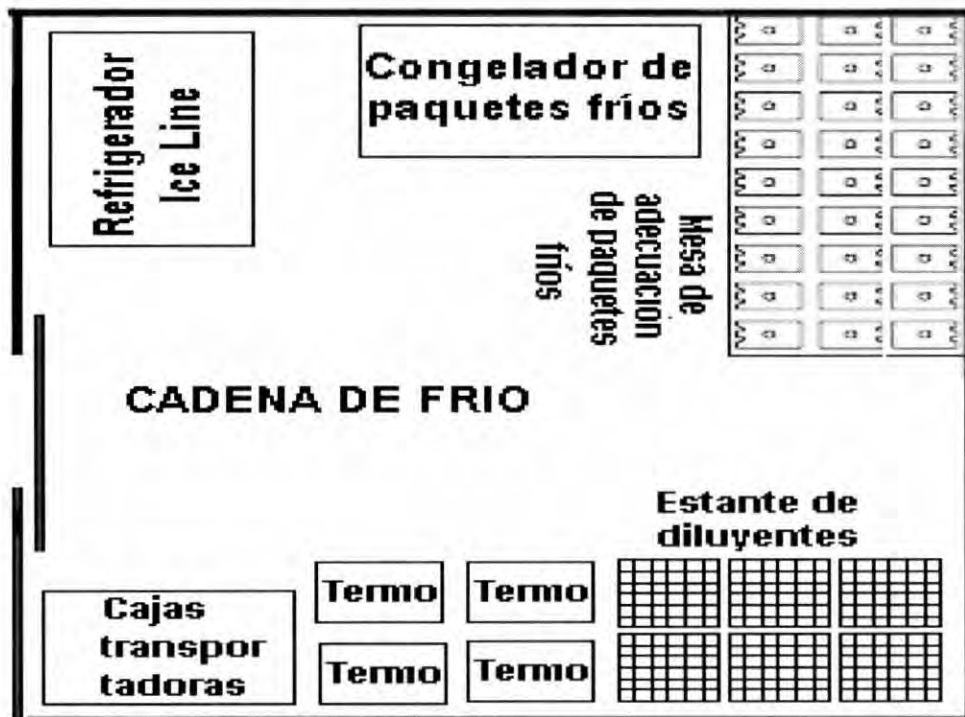 Refrigerador
Ice Line
Congelador de
paquetes fríos
Mesa de
adecuacion
de paquetes
fríos
CADENA DE FRIO
Estante de
diluyentes
Cajas
transpor
tadoras
Termo
Termo
Termo
Termo